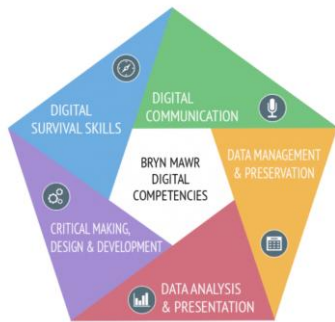 DIGITAL
SURVIVAL SKILLS
DIGITAL
COMMUNICATION
DATA MANAGEMENT
& PRESERVATION
DATA ANALYSIS
& PRESENTATION
CRITICAL MAKING,
DESIGN & DEVELOPMENT
BRYN MAWR
DIGITAL
COMPETENCIES